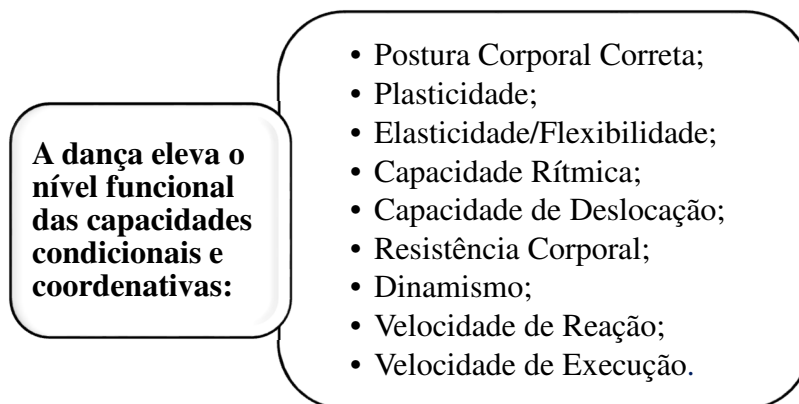 A dança eleva o
nível funcional
das capacidades
condicionais e
coordenativas:
• Postura Corporal Correta;
• Plasticidade;
• Elasticidade/Flexibilidade;
• Capacidade Rítmica;
• Capacidade de Deslocação;
• Resistência Corporal;
• Dinamismo;
• Velocidade de Reação;
• Velocidade de Execução.